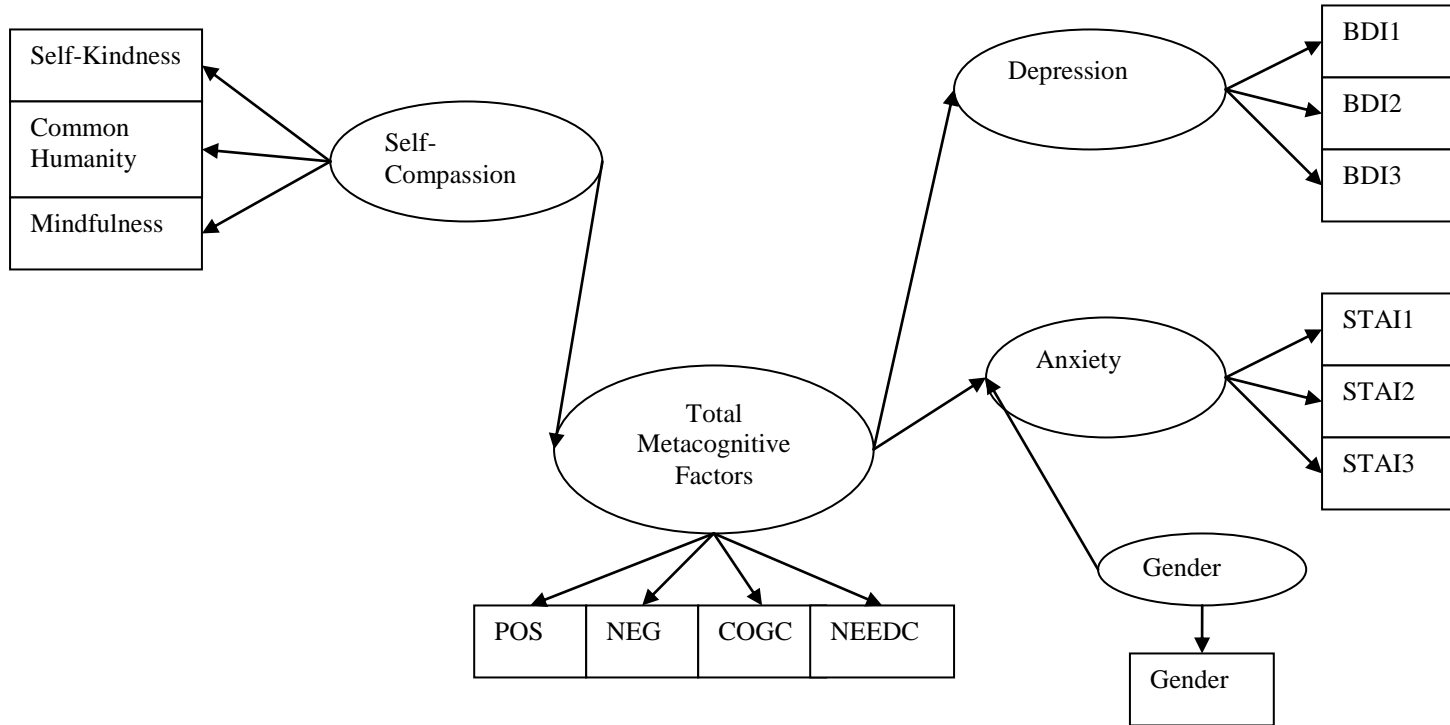 Self-Kindness
Common
Humanity
Mindfulness
Self-
Compassion
Depression
BDI1
BDI2
BDI3
Anxiety
STAI1
STAI2
STAI3
Total
Metacognitive
Factors
POS
NEG
COGC
NEEDC
Gender
Gender